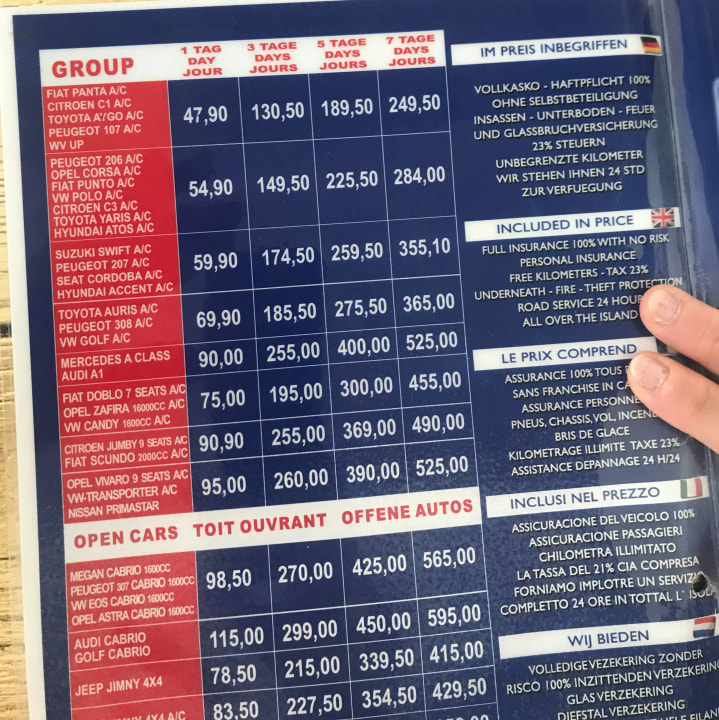 GROUP
1 TAG
DAY
JOUR
3 TAGE
DAYS
JOURS
5 TAGE
DAYS
JOURS
7 TAGE
DAYS
JOURS
FIAT PANTA A/C
CITROEN C1 A/C
TOYOTA A'/GO A/C
PEUGEOT 107 A/C
WV UP
47,90 130,50 189,50 249,50
PEUGEOT 206 A/C
OPEL CORSA A/C
FIAT PUNTO A/C
VW POLO A/C
CITROEN C3 A/C
TOYOTA YARIS A/C
HYUNDAI ATOS A/C
54,90 149,50 225,50 284,00
SUZUKI SWIFT A/C
PEUGEOT 207 A/C
SEAT CORDOBA A/C
HYUNDAI ACCENT A/C
59,90 174,50 259,50 355,10
TOYOTA AURIS A/C
PEUGEOT 308 A/C
VW GOLF A/C
69,90 185,50 275,50 365,00
MERCEDES A CLASS
AUDI A1
90,00 255,00 400,00 525,00
FIAT DOBLO 7 SEATS A/C
OPEL ZAFIRA 16000CC A/C
VW CANDY 1600CC A/C
75,00 195,00 300,00 455,00
CITROEN JUMBY 9 SEATS A/C
FIAT SCUNDO 2000CC A/C
90,90 255,00 369,00 490,00
OPEL VIVARO 9 SEATS
VW-TRANSPORTER A/C
NISSAN PRIMASTAR
95,00 260,00 390,00 525,00
OPEN CARS TOIT OUVRANT OFFENE AUTOS
MEGAN CABRIO 1600CC
PEUGEOT 307 CABRIO 1600CC
VW EOS CABRIO 1600CC
OPEL ASTRA CABRIO 1600CC
98,50 270,00 425,00 565,00
AUDI CABRIO
GOLF CABRIO
115,00 299,00 450,00 595,00
JEEP JIMNY 4X4
78,50 215,00 339,50 415,00
4X4 A/C
83,50 227,50 354,50 429,50
IM PREIS INBEGRIFFEN
VOLLKASKO - HAFTPFLICHT 100%
OHNE SELBSTBETEILIGUNG
INSASSEN - UNTERBODEN - FEUER
UND GLASSBRUCHVERSICHERUNG
23% STEUERN
UNBEGRENZTE KILOMETER
WIR STEHEN IHNEN 24 STD
ZUR VERFUEGUNG
INCLUDED IN PRICE
FULL INSURANCE 100% WITH NO RISK
PERSONAL INSURANCE
FREE KILOMETERS - TAX 23%
UNDERNEATH - FIRE - THEFT PROTECTION
ROAD SERVICE 24 HOUR
ALL OVER THE ISLAND
LE PRIX COMPREND
ASSURANCE 100% TOUS
SANS FRANCHISE IN CA
ASSURANCE PERSONNE
PNEUS, CHASSIS, VOL, INCEN
BRIS DE GLACE
KILOMETRAGE ILLIMITE TAXE 23%
ASSISTANCE DEPANNAGE 24 H/24
INCLUSI NEL PREZZO
ASSICURACIONE DEL VEICOLO 100%
ASSICURACIONE PASSAGIERI
CHILOMETRA ILLIMITATO
LA TASSA DEL 21% CIA COMPRESA
FORNIAMO IMPLOTRE UN SERVIZI
COMPLETTO 24 ORE IN TOTTAL L' ISOL
WIJ BIEDEN
VOLLEDIGE VEZEKERING ZONDER
RISCO 100% INZITTENDEN VERZEKERING
GLAS VERZEKERING
DIEFSTAL VERZEKERING